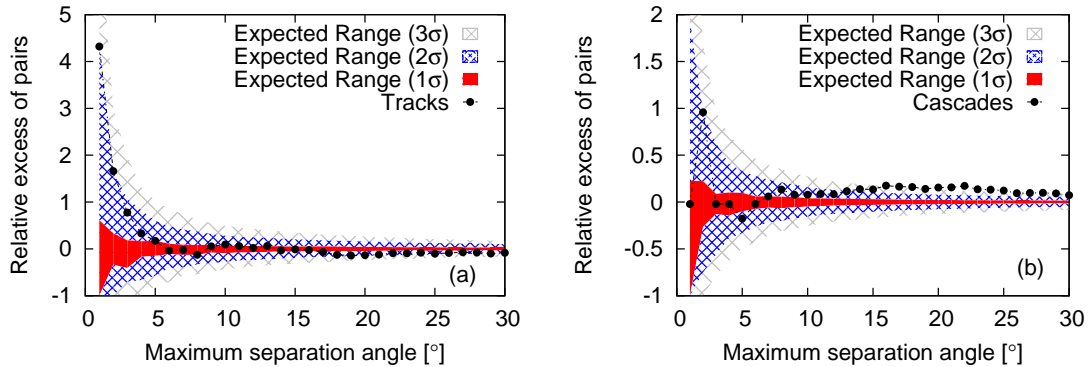 Relative excess of pairs
5
4
3
2
1
0
-1
0 5 10 15 20 25 30
Maximum separation angle [°]
(a)
Expected Range (3σ)
Expected Range (2σ)
Expected Range (1σ)
Tracks
Relative excess of pairs
2
1.5
1
0.5
0
-0.5
-1
0 5 10 15 20 25 30
Maximum separation angle [°]
(b)
Expected Range (3σ)
Expected Range (2σ)
Expected Range (1σ)
Cascades